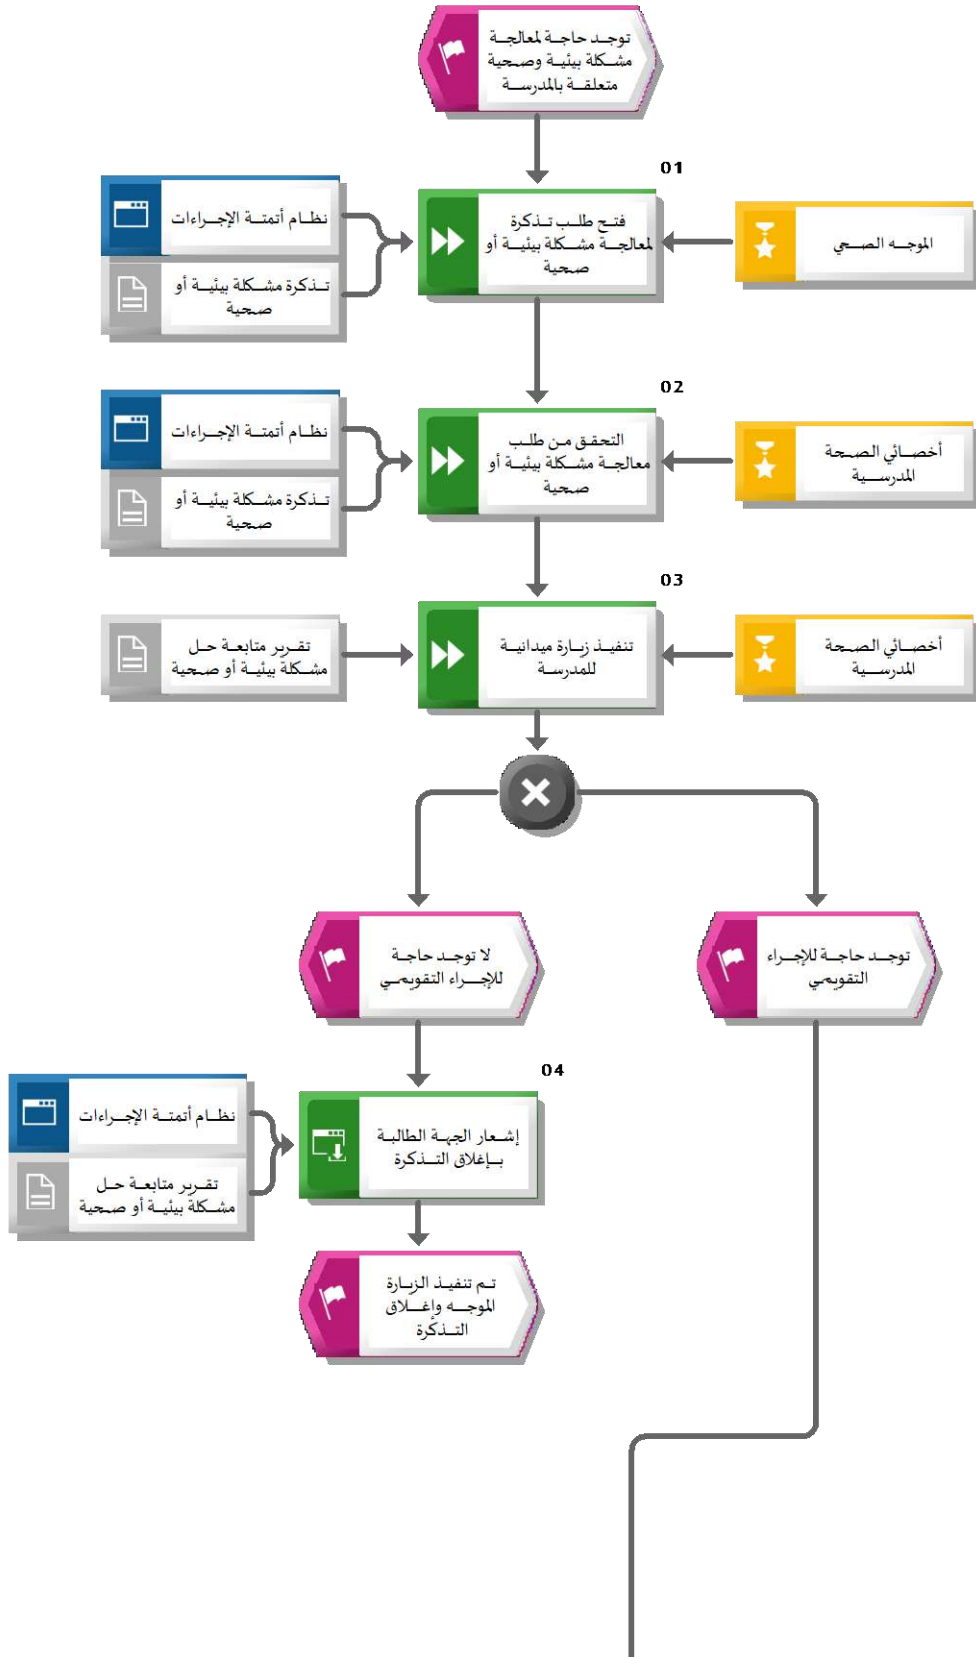 توجد حاجة لمعالجة
مشكلة بيئية وصحية
متعلقة بالمدرسة
01
الموجه الصحي
فتح طلب تذكرة
لمعالجة مشكلة بيئية أو
صحية
نظام أتمتة الإجراءات
تذكرة مشكلة بيئية أو
صحية
02
أخصائي الصحة
المدرسية
التحقق من طلب
معالجة مشكلة بيئية أو
صحية
نظام أتمتة الإجراءات
تذكرة مشكلة بيئية أو
صحية
03
أخصائي الصحة
المدرسية
تنفيذ زيارة ميدانية
للمدرسة
تقرير متابعة حل
مشكلة بيئية أو صحية
توجد حاجة للإجراء
التقويمي
لا توجد حاجة
للإجراء التقويمي
04
إشعار الجهة الطالبة
بإغلاق التذكرة
نظام أتمتة الإجراءات
تقرير متابعة حل
مشكلة بيئية أو صحية
تم تنفيذ الزيارة
الموجه وإغلاق
التذكرة